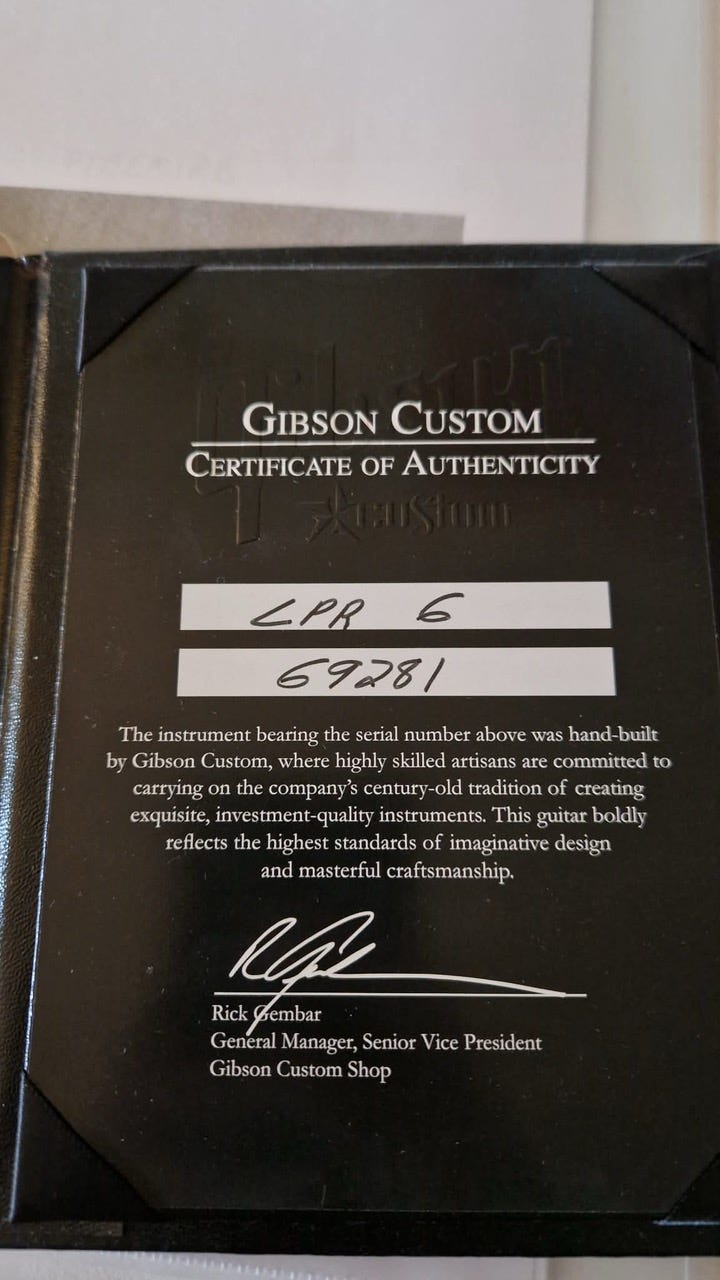 Gibson
Custom
GIBSON CUSTOM
CERTIFICATE OF AUTHENTICITY
LPR 6
69281
The instrument bearing the serial number above was hand-built
by Gibson Custom, where highly skilled artisans are committed to
carrying on the company's century-old tradition of creating
exquisite, investment-quality instruments. This guitar boldly
reflects the highest standards of imaginative design
and masterful craftsmanship.
Rick Gembar
General Manager, Senior Vice President
Gibson Custom Shop